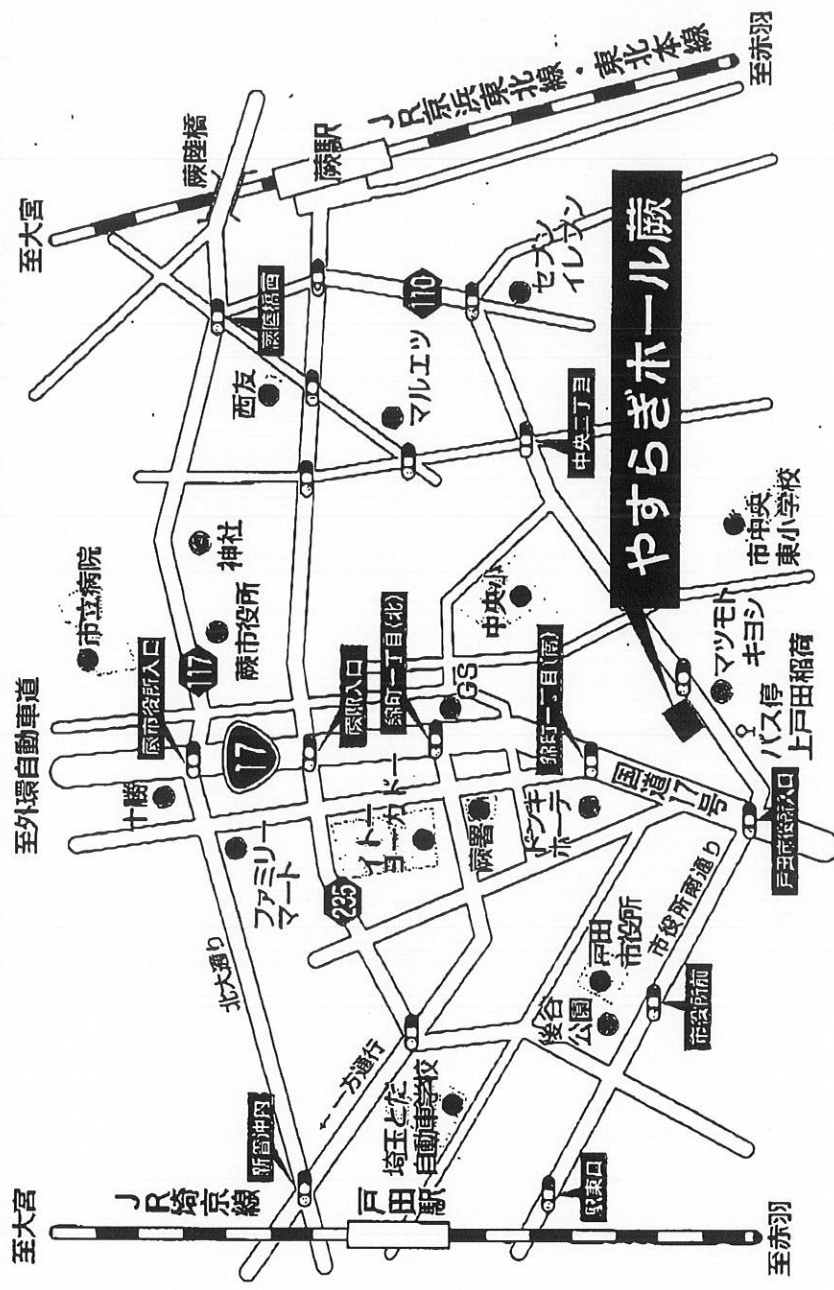 至大宮
至外環自動車道
至大宮
JR埼京線
戸田駅
至赤羽
新曽沖内
北大通り
←一方通行
埼玉とだ
自動車学校
駅東口
後谷
公園
戸田
市役所
市役所前
市役所南通り
十勝
ファミリー
マート
235
イトー
ヨーカドー
蕨署
ドンキ
ホーテ
国道17号
戸田市役所入口
市立病院
蕨市役所入口
117
17
蕨市役所
神社
蕨駅入口
錦町一丁目(北)
GS
錦町一丁目(南)
中央小
バス停
上戸田稲荷
マツモト
キヨシ
市中央
東小学校
やすらぎホール蕨
蕨陸橋
蕨陸橋西
西友
マルエツ
110
中央二丁目
セブン
イレブン
蕨駅
JR京浜東北線・東北本線
至赤羽